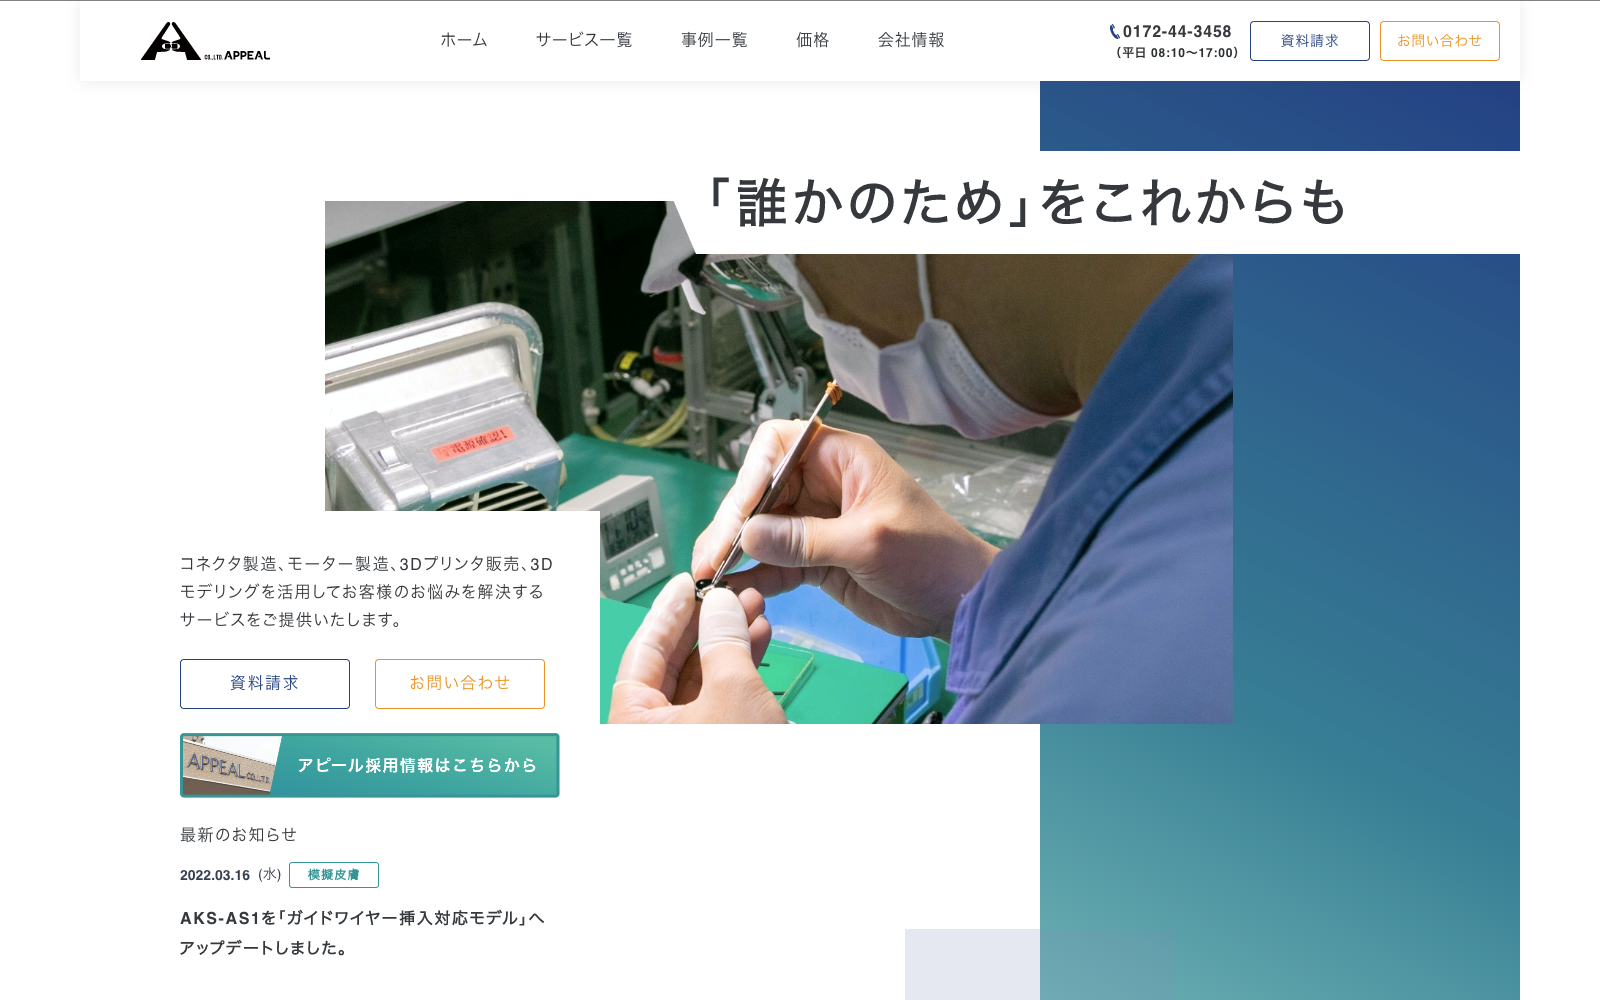 CO.,LTD. APPEAL
ホーム
サービス一覧
事例一覧
価格
会社情報
0172-44-3458
(平日 08:10〜17:00)
資料請求
お問い合わせ
「誰かのため」をこれからも
電源確認!
コネクタ製造、モーター製造、3Dプリンタ販売、3D
モデリングを活用してお客様のお悩みを解決する
サービスをご提供いたします。
資料請求
お問い合わせ
APPEAL CO.,LTD.
アピール採用情報はこちらから
最新のお知らせ
2022.03.16 (水) 模擬皮膚
AKS-AS1を「ガイドワイヤー挿入対応モデル」へ
アップデートしました。